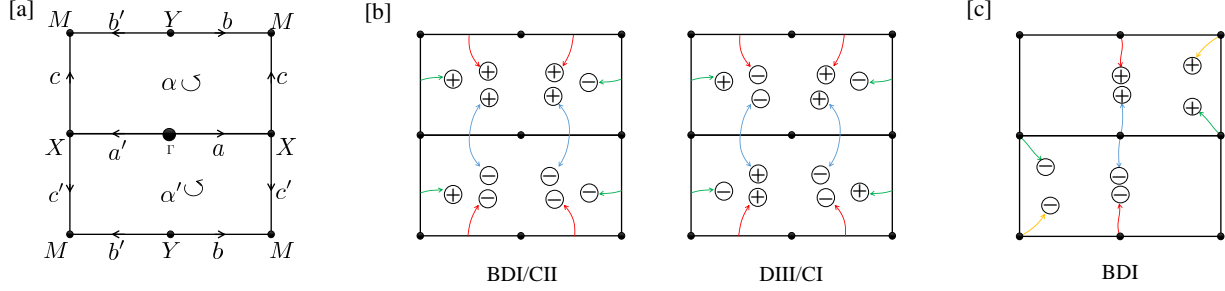 [a]
M b′ Y b M
c α c
X a′ Γ a X
c′ α′ c′
M b′ Y b M
[b]
+ + + −
+ +
− −
+ − − −
BDI/CII
+ − + −
− +
+ −
− + − +
DIII/CI
[c]
+ +
+ +
− −
− −
BDI